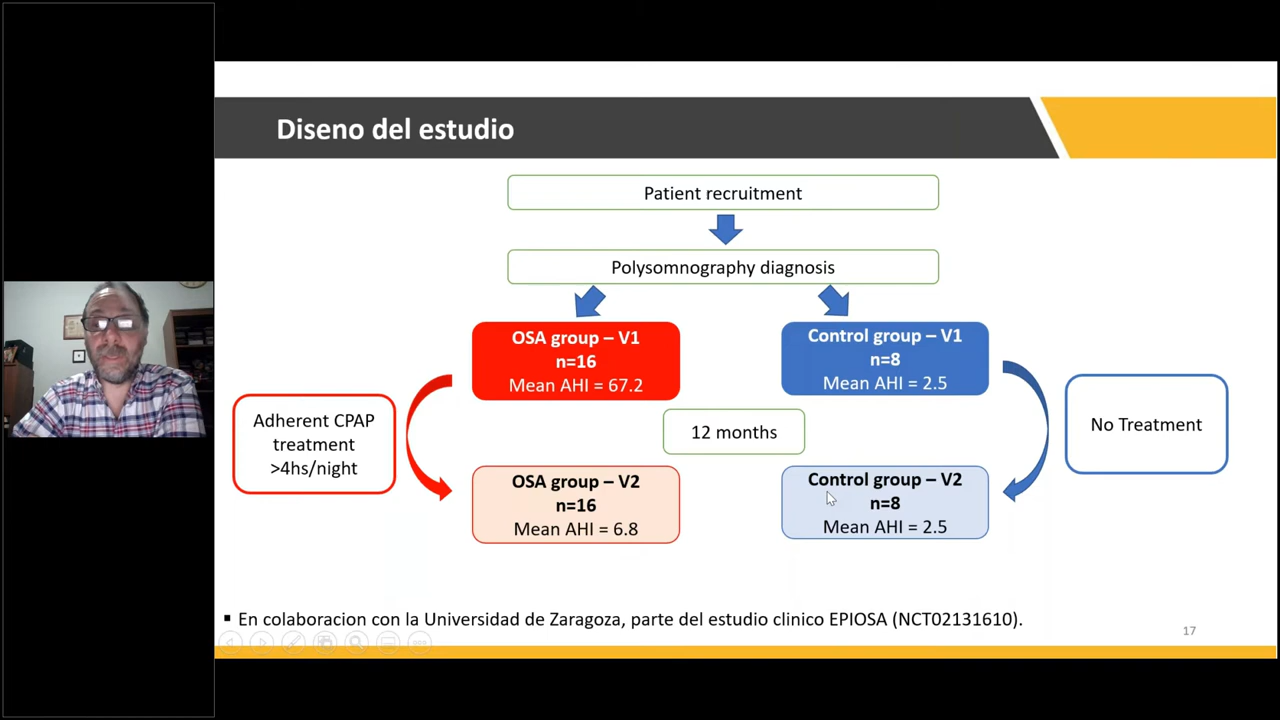 Diseno del estudio
Patient recruitment
Polysomnography diagnosis
OSA group – V1
n=16
Mean AHI = 67.2
Control group – V1
n=8
Mean AHI = 2.5
Adherent CPAP
treatment
>4hs/night
12 months
No Treatment
OSA group – V2
n=16
Mean AHI = 6.8
Control group – V2
n=8
Mean AHI = 2.5
▪ En colaboracion con la Universidad de Zaragoza, parte del estudio clinico EPIOSA (NCT02131610).
17